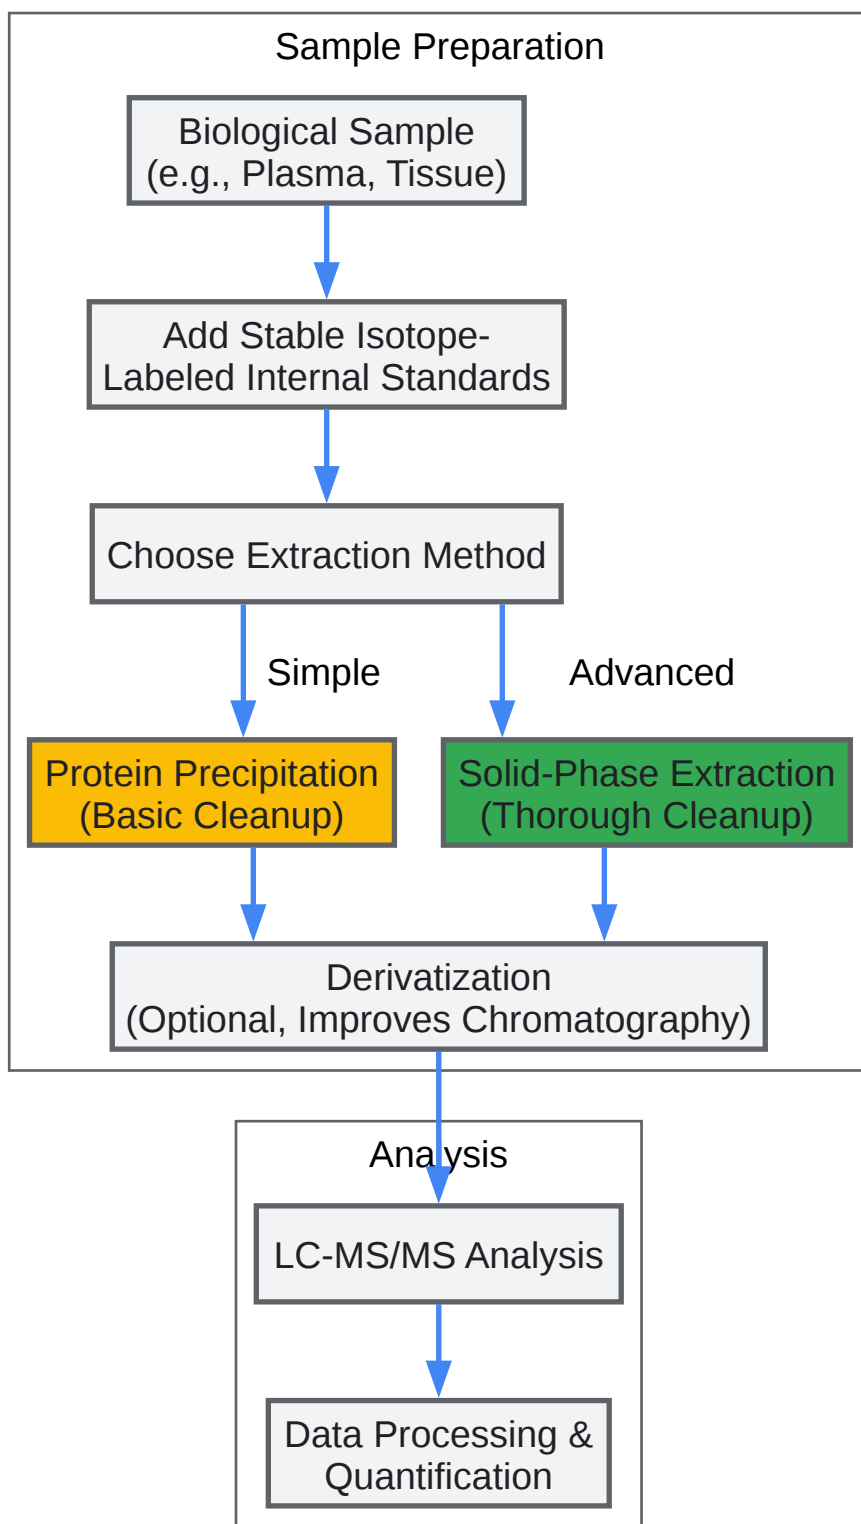 Sample Preparation
Biological Sample
(e.g., Plasma, Tissue)
Add Stable Isotope-
Labeled Internal Standards
Choose Extraction Method
Simple
Advanced
Protein Precipitation
(Basic Cleanup)
Solid-Phase Extraction
(Thorough Cleanup)
Derivatization
(Optional, Improves Chromatography)
Analysis
LC-MS/MS Analysis
Data Processing &
Quantification